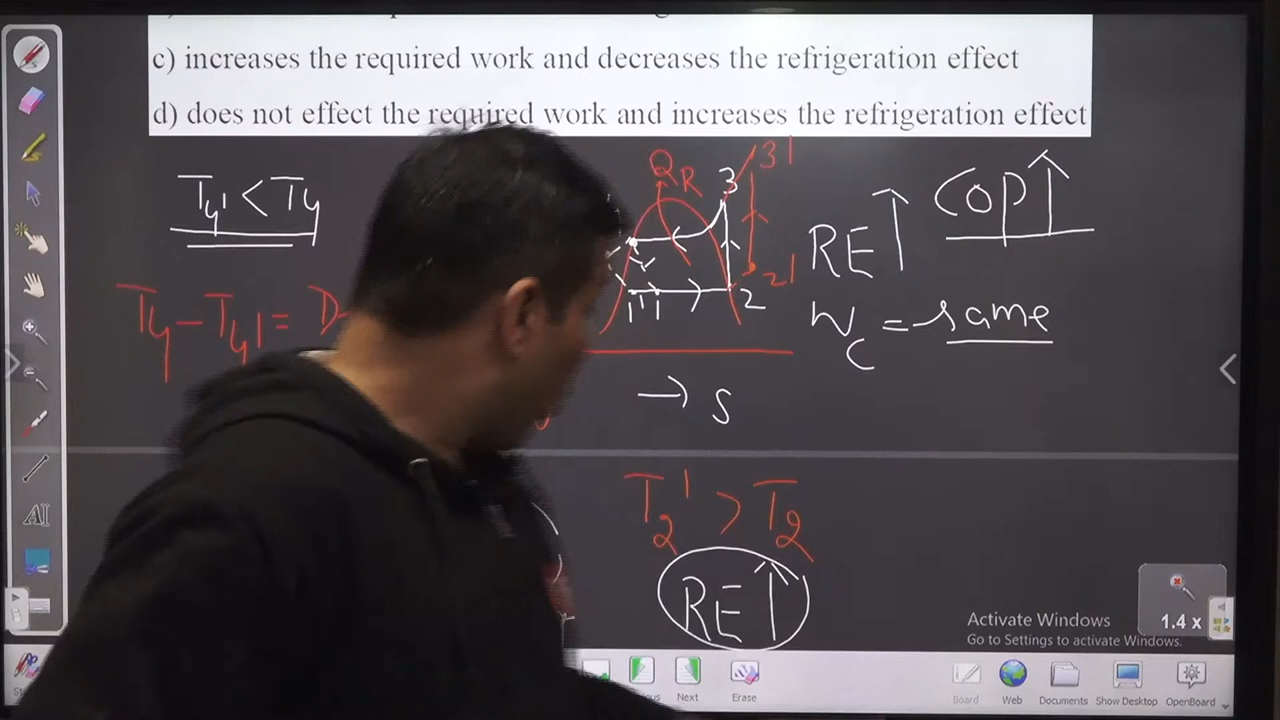 c) increases the required work and decreases the refrigeration effect
d) does not effect the required work and increases the refrigeration effect
T4' < T4
QR
3
3'
2'
1' 1
2
RE ↑
COP ↑
Wc = same
T4 - T4' =
→ s
T2' > T2
RE ↑
Activate Windows
Go to Settings to activate Windows.
1.4 x
Next
Erase
Board
Web
Documents
Show Desktop
OpenBoard